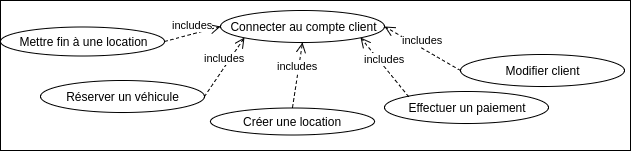 includes
Connecter au compte client
Mettre fin à une location
includes
includes
includes
includes
Modifier client
Réserver un véhicule
Effectuer un paiement
Créer une location